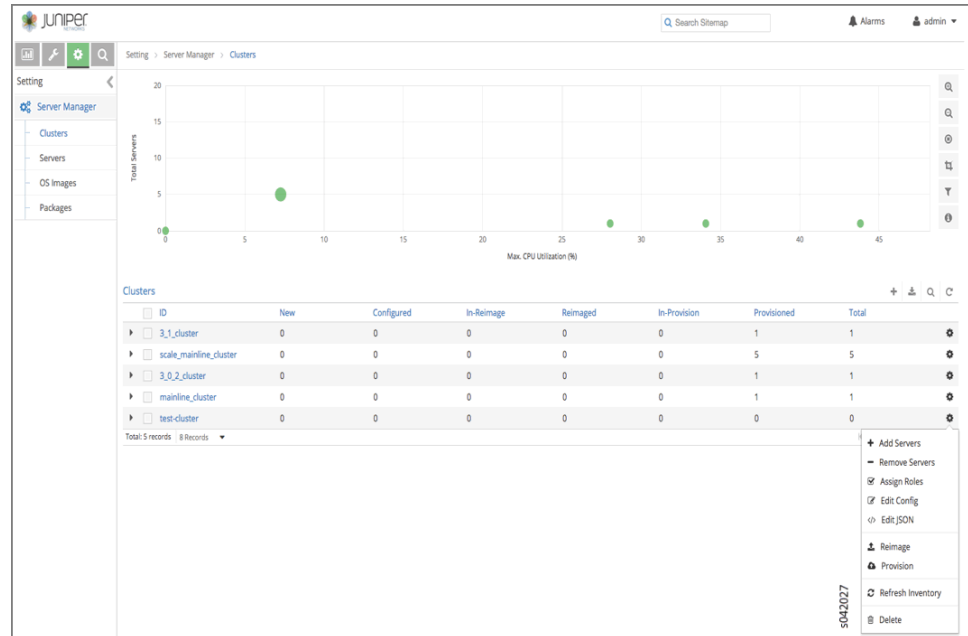 JUNIPER
NETWORKS
Search Sitemap
Alarms
admin
Setting > Server Manager > Clusters
Setting
Server Manager
Clusters
Servers
OS Images
Packages
Total Servers
20
15
10
5
0
0 5 10 15 20 25 30 35 40 45
Max. CPU Utilization (%)
Clusters
ID New Configured In-Reimage Reimaged In-Provision Provisioned Total
3_1_cluster 0 0 0 0 0 1 1
scale_mainline_cluster 0 0 0 0 0 5 5
3_0_2_cluster 0 0 0 0 0 1 1
mainline_cluster 0 0 0 0 0 1 1
test-cluster 0 0 0 0 0 0 0
Total: 5 records 8 Records
Add Servers
Remove Servers
Assign Roles
Edit Config
Edit JSON
Reimage
Provision
Refresh Inventory
Delete
s042027